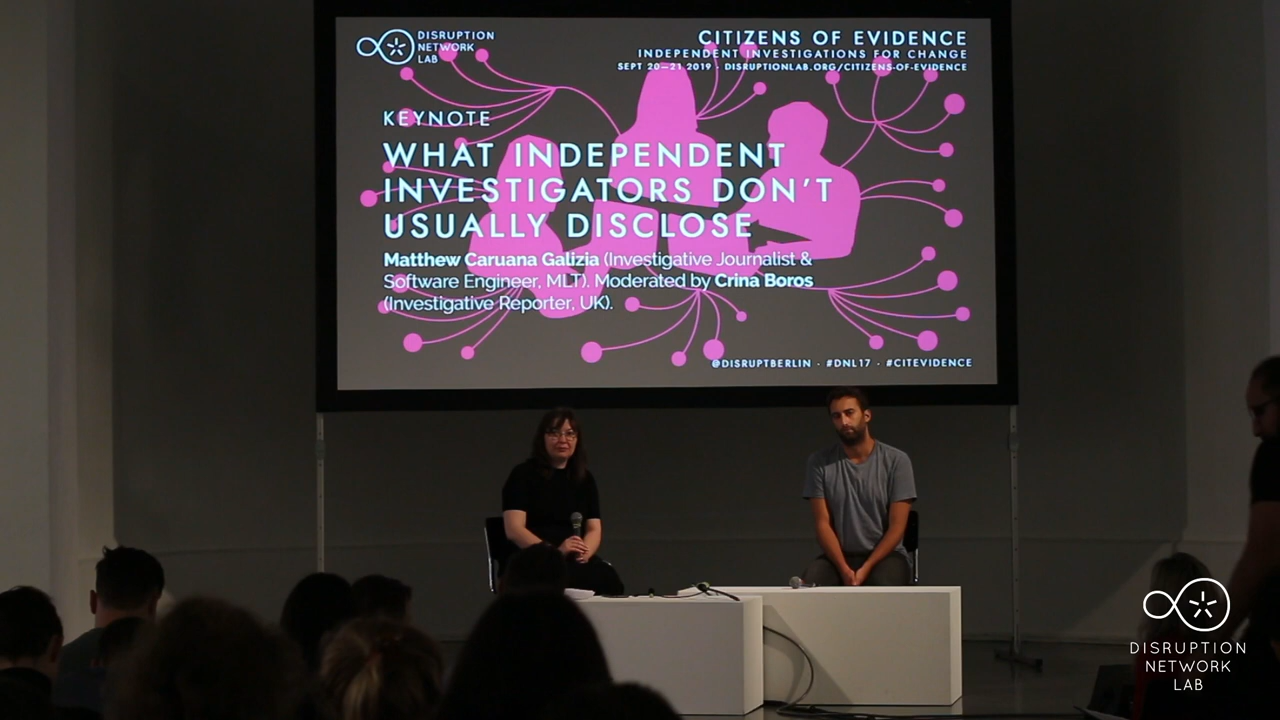 DISRUPTION
NETWORK
LAB
CITIZENS OF EVIDENCE
INDEPENDENT INVESTIGATIONS FOR CHANGE
SEPT 20—21 2019 · DISRUPTIONLAB.ORG/CITIZENS-OF-EVIDENCE
KEYNOTE
WHAT INDEPENDENT
INVESTIGATORS DON'T
USUALLY DISCLOSE
Matthew Caruana Galizia (Investigative Journalist &
Software Engineer, MLT). Moderated by Crina Boros
(Investigative Reporter, UK).
@DISRUPTBERLIN - #DNL17 - #CITEVIDENCE
DISRUPTION
NETWORK
LAB